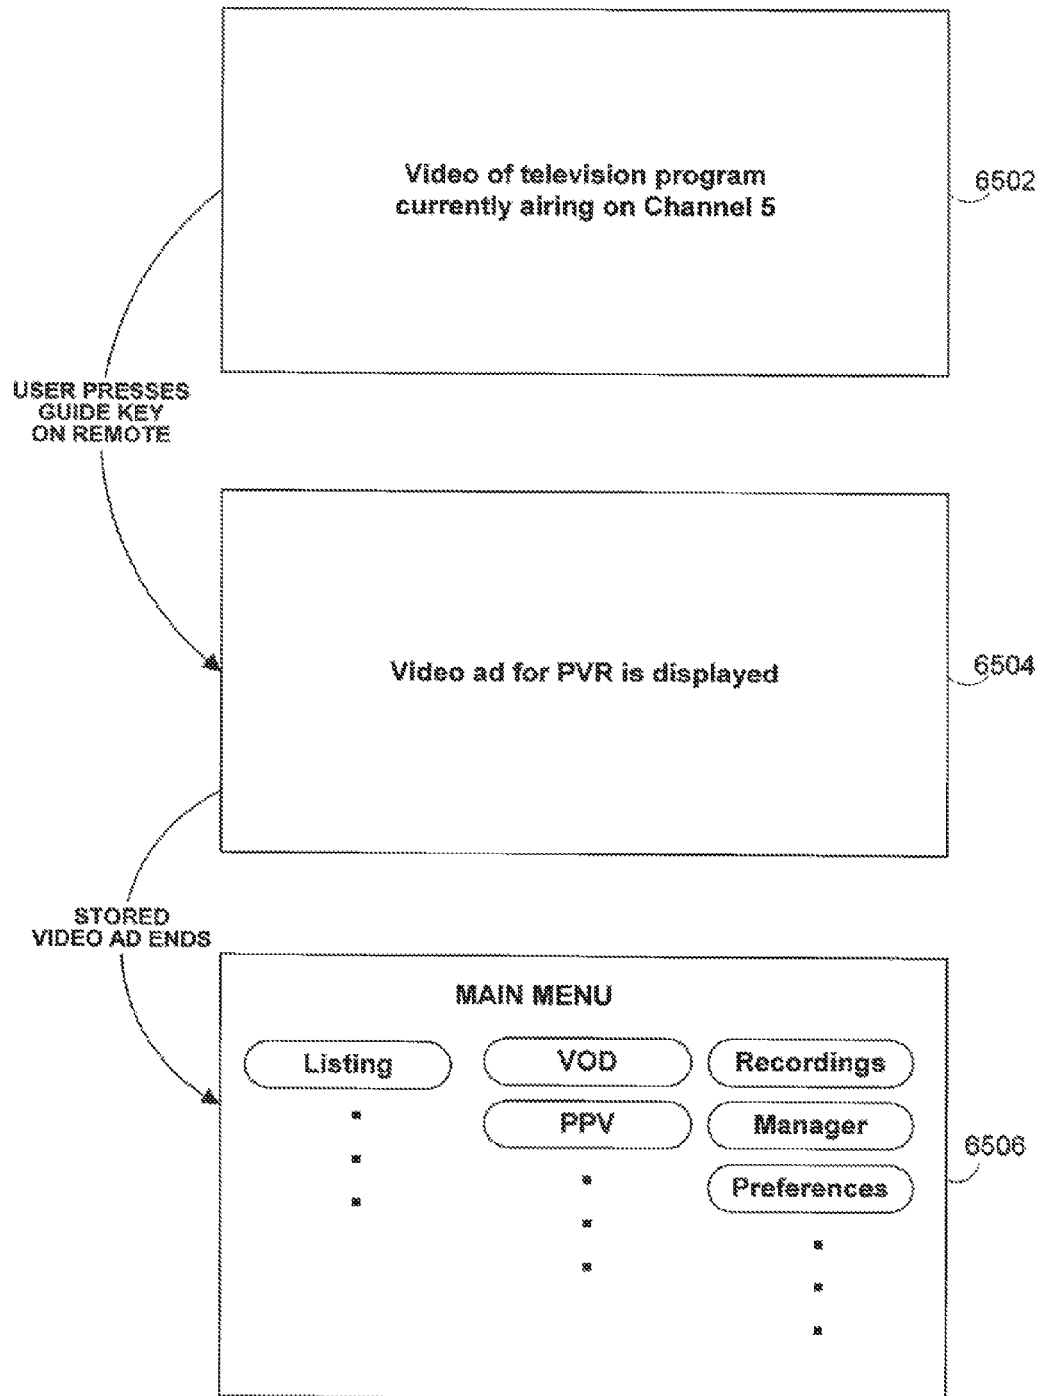 Video of television program
currently airing on Channel 5
6502
USER PRESSES
GUIDE KEY
ON REMOTE
Video ad for PVR is displayed
6504
STORED
VIDEO AD ENDS
MAIN MENU
Listing
VOD
Recordings
PPV
Manager
Preferences
6506